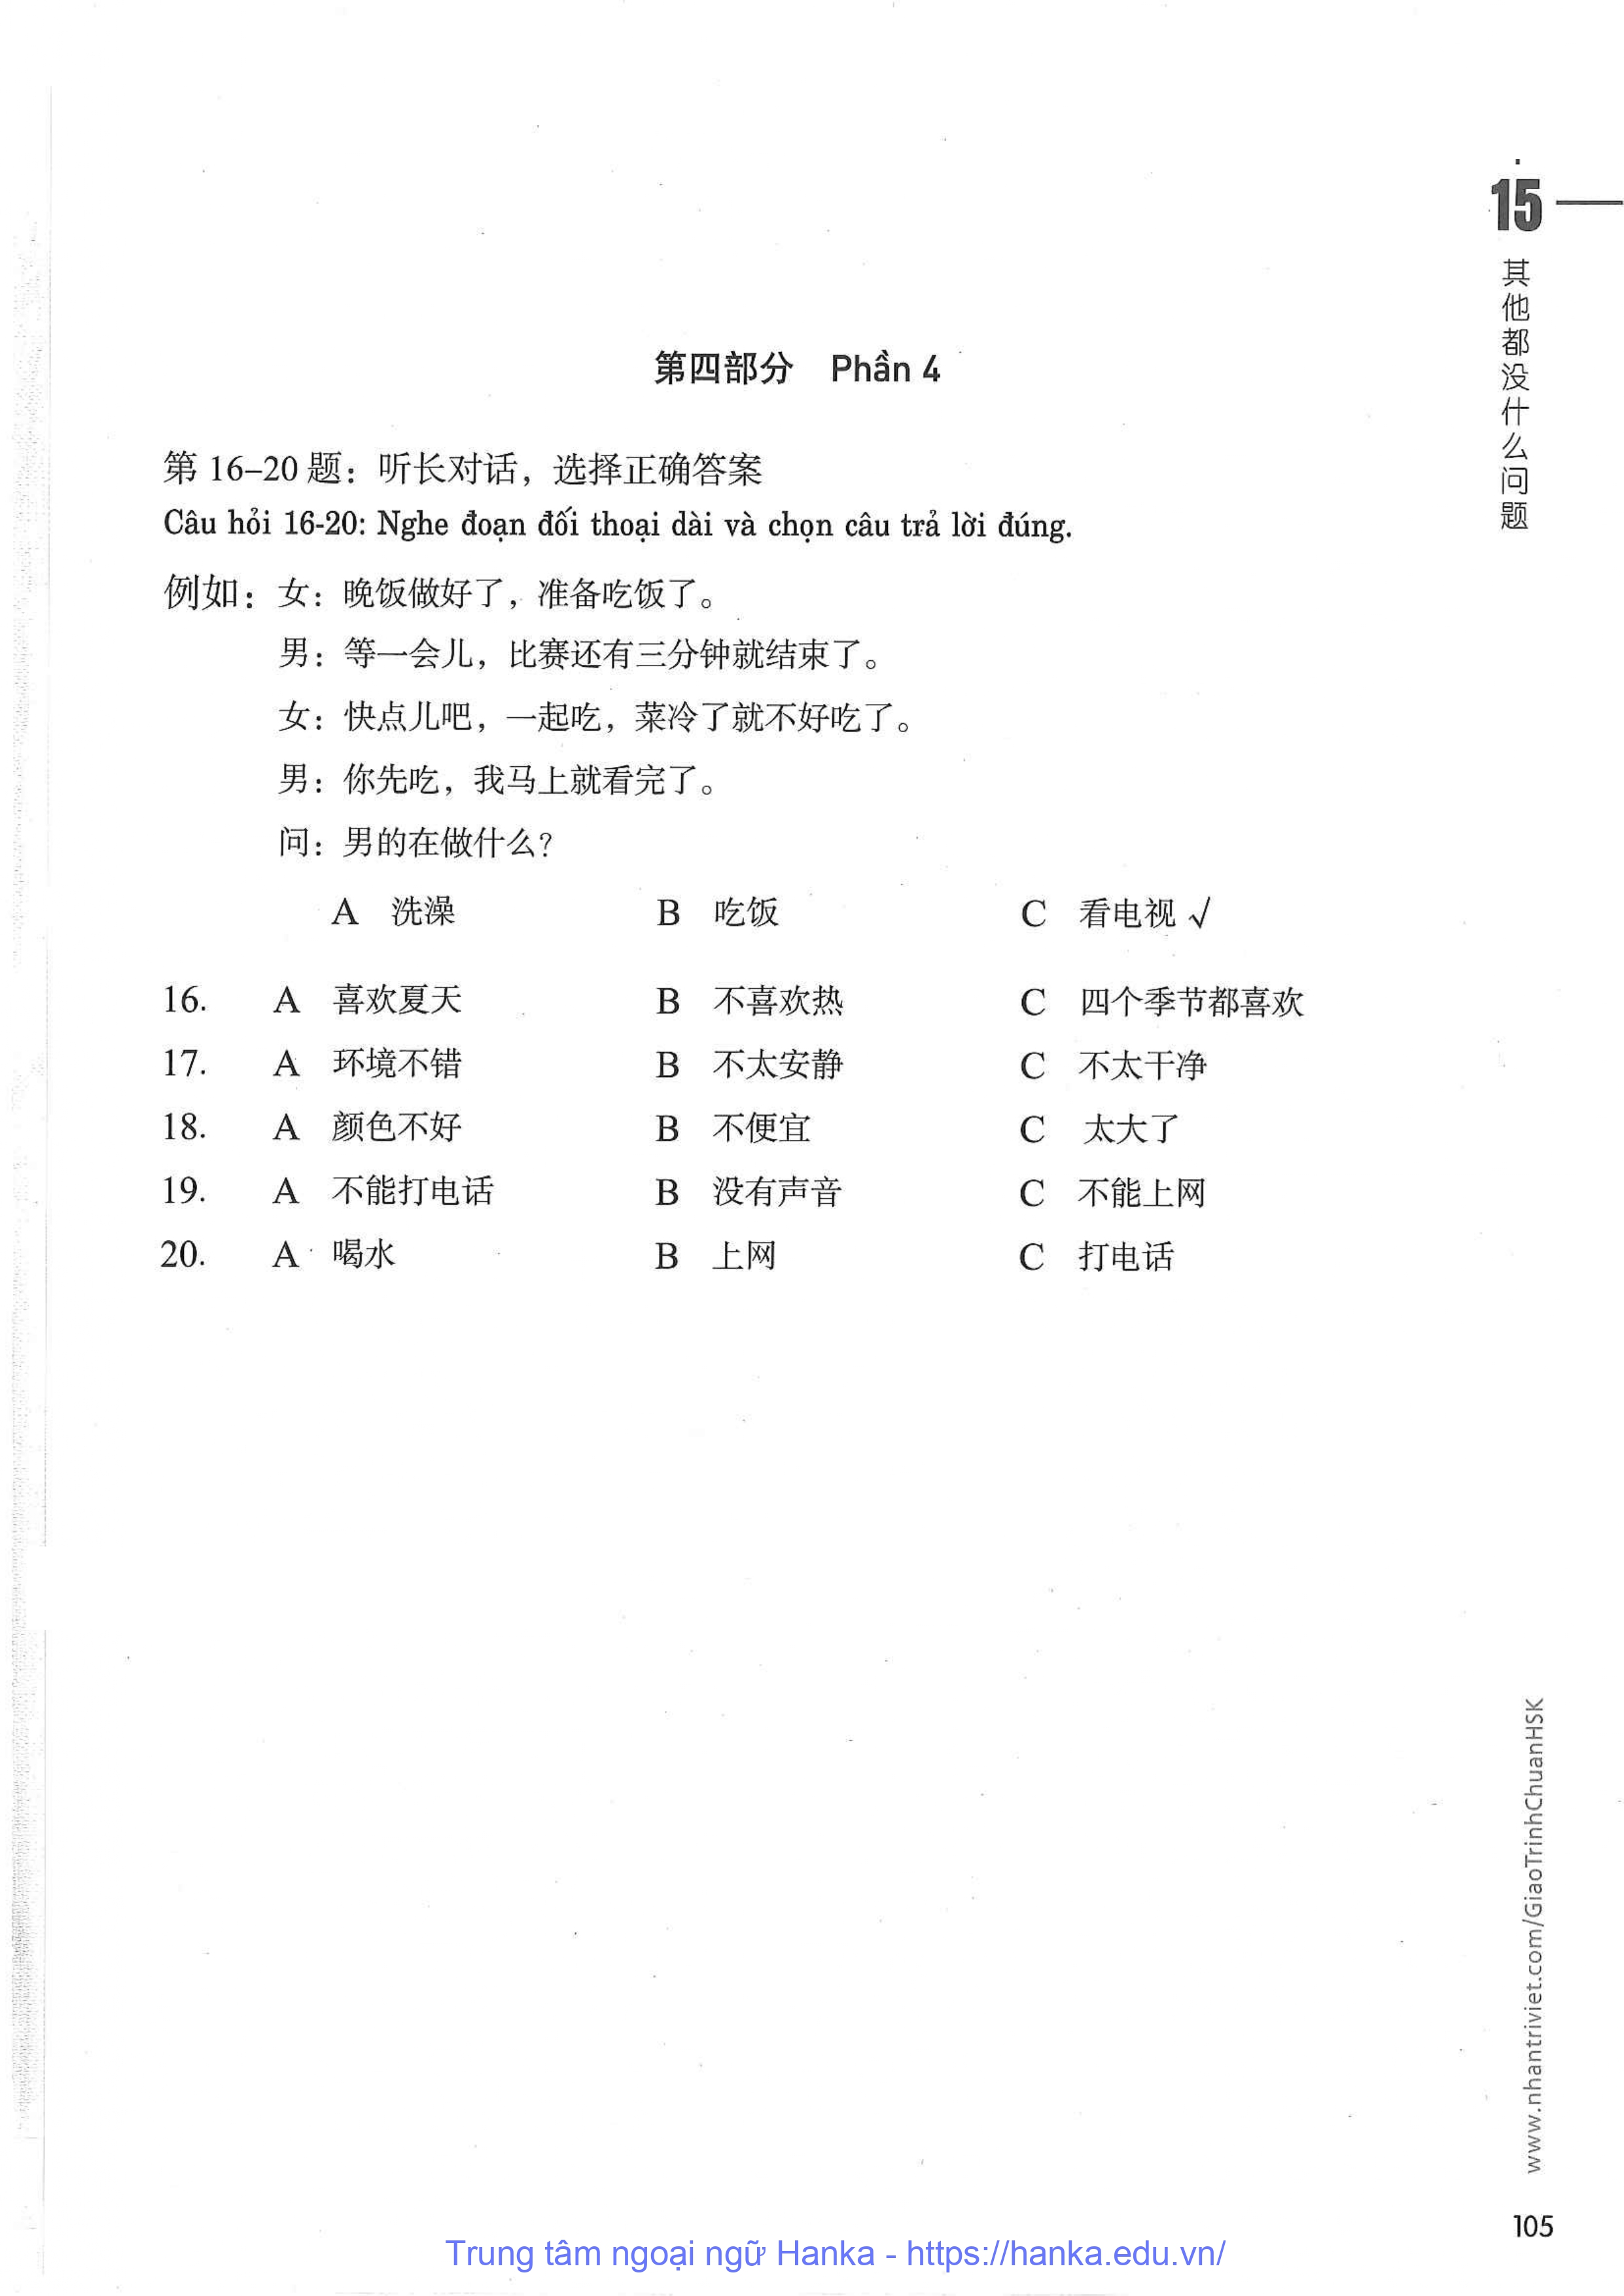 15
其他都没什么问题
第四部分 Phần 4
第 16–20 题：听长对话，选择正确答案
Câu hỏi 16-20: Nghe đoạn đối thoại dài và chọn câu trả lời đúng.
例如：女：晚饭做好了，准备吃饭了。
男：等一会儿，比赛还有三分钟就结束了。
女：快点儿吧，一起吃，菜冷了就不好吃了。
男：你先吃，我马上就看完了。
问：男的在做什么？
A 洗澡 B 吃饭 C 看电视 √
16. A 喜欢夏天 B 不喜欢热 C 四个季节都喜欢
17. A 环境不错 B 不太安静 C 不太干净
18. A 颜色不好 B 不便宜 C 太大了
19. A 不能打电话 B 没有声音 C 不能上网
20. A 喝水 B 上网 C 打电话
www.nhantriviet.com/GiaoTrinhChuanHSK
105
Trung tâm ngoại ngữ Hanka - https://hanka.edu.vn/